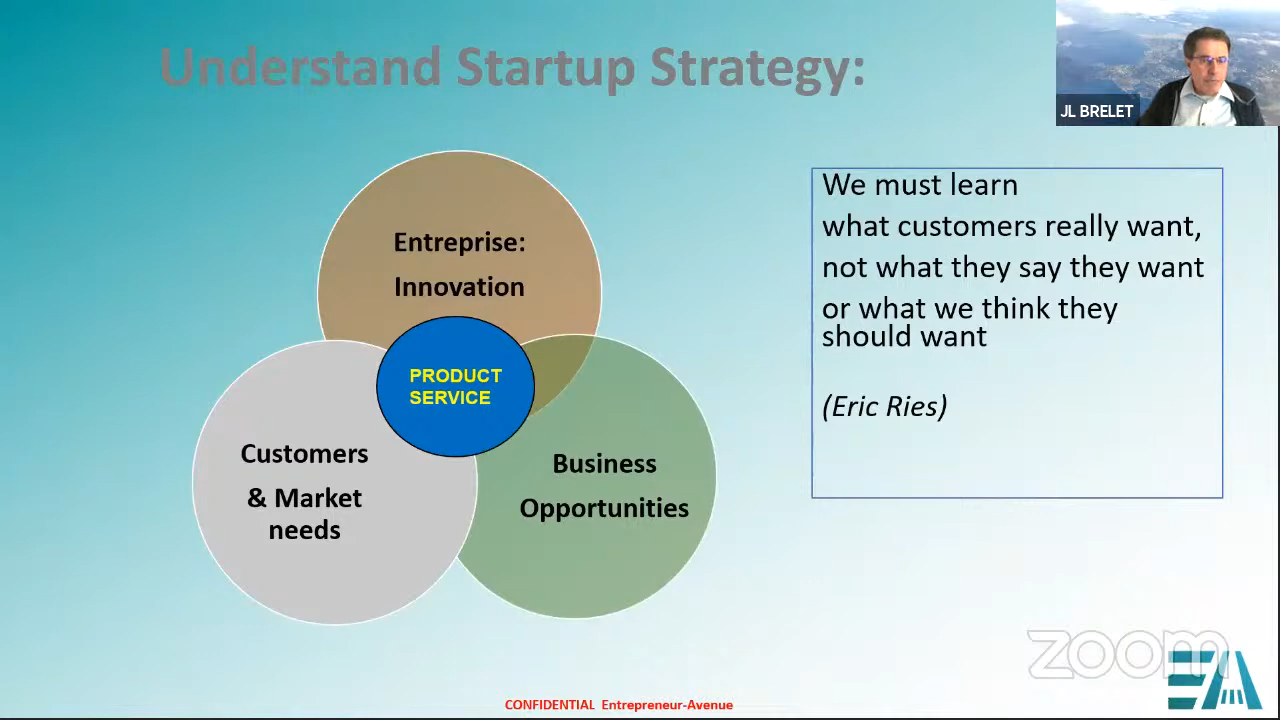 Understand Startup Strategy:
JL BRELET
We must learn
what customers really want,
not what they say they want
or what we think they
should want
(Eric Ries)
Entreprise:
Innovation
PRODUCT
SERVICE
Customers
& Market
needs
Business
Opportunities
zoom
EA
CONFIDENTIAL Entrepreneur-Avenue